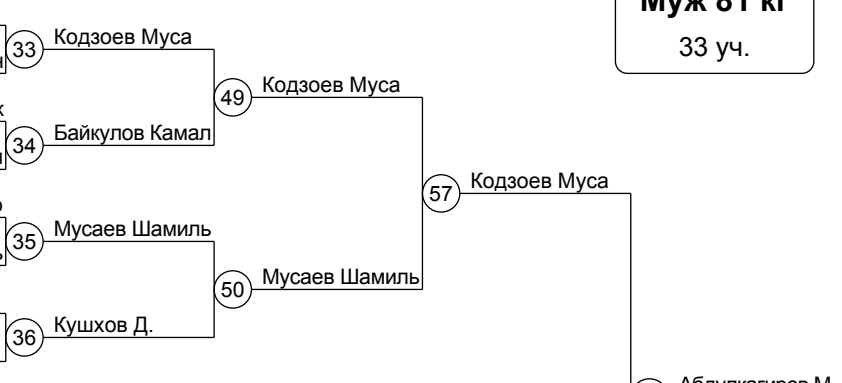 Муж 81 кг
33 уч.
33 Кодзоев Муса
49 Кодзоев Муса
34 Байкулов Камал
57 Кодзоев Муса
35 Мусаев Шамиль
50 Мусаев Шамиль
36 Кушхов Д.